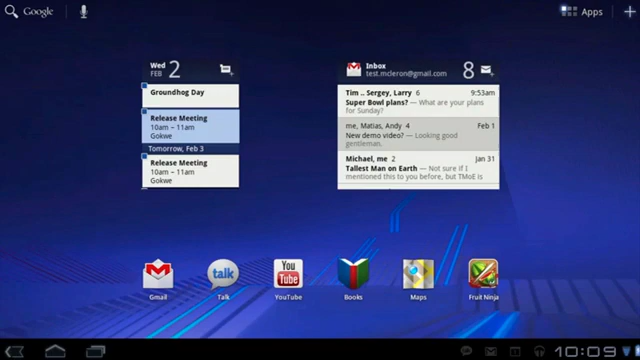 Google
Apps
Wed
FEB
2
Groundhog Day
Release Meeting
10am – 11am
Gokwe
Tomorrow, Feb 3
Release Meeting
10am – 11am
Gokwe
Inbox
test.mcleron@gmail.com
8
Tim .. Sergey, Larry 6 9:53am
Super Bowl plans? — What are your
plans for Sunday?
me, Matias, Andy 4 Feb 1
New demo video? — Looking good
gentleman.
Michael, me 2 Jan 31
Tallest Man on Earth — Not sure if I
mentioned this to you before, but TMoE is
talk
You
Tube
Gmail
Talk
YouTube
Books
Maps
Fruit Ninja
10:09